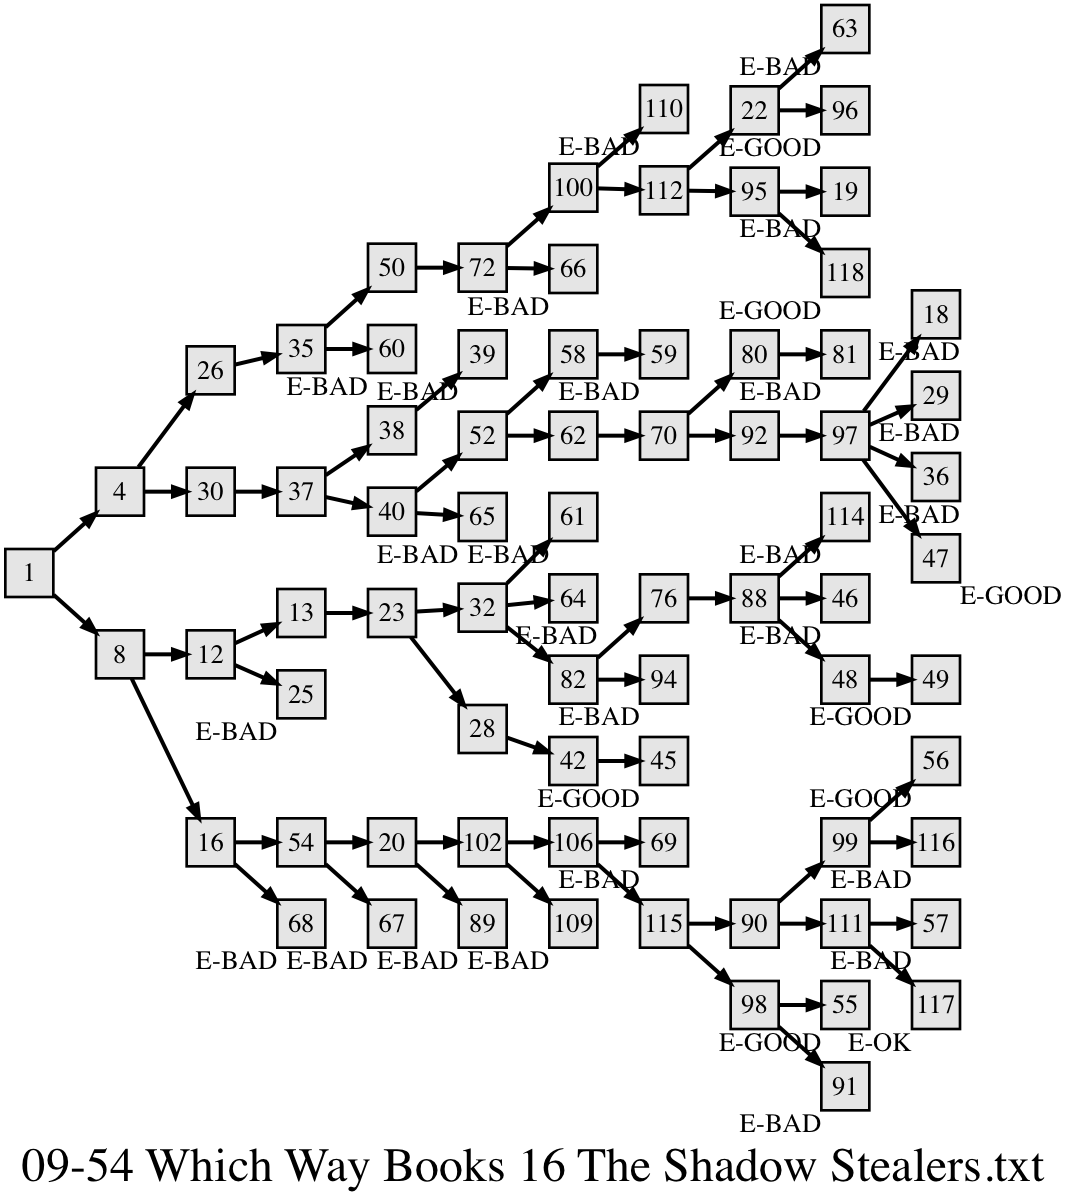 63
E-BAD
110
22
96
E-BAD
E-GOOD
100
112
95
19
E-BAD
50
72
66
118
E-BAD
E-GOOD
18
26
35
60
39
58
59
80
81
E-BAD
E-BAD
E-BAD
E-BAD
E-BAD
29
38
52
62
70
92
97
E-BAD
4
30
37
36
40
65
61
114
E-BAD
E-BAD
E-BAD
E-BAD
47
1
E-GOOD
13
23
32
64
76
88
46
E-BAD
E-BAD
8
12
25
82
94
48
49
E-BAD
28
E-BAD
E-GOOD
42
45
56
E-GOOD
E-GOOD
16
54
20
102
106
69
99
116
E-BAD
E-BAD
68
67
89
109
115
90
111
57
E-BAD
E-BAD
E-BAD
E-BAD
E-BAD
98
55
117
E-GOOD
E-OK
91
E-BAD
09-54 Which Way Books 16 The Shadow Stealers.txt